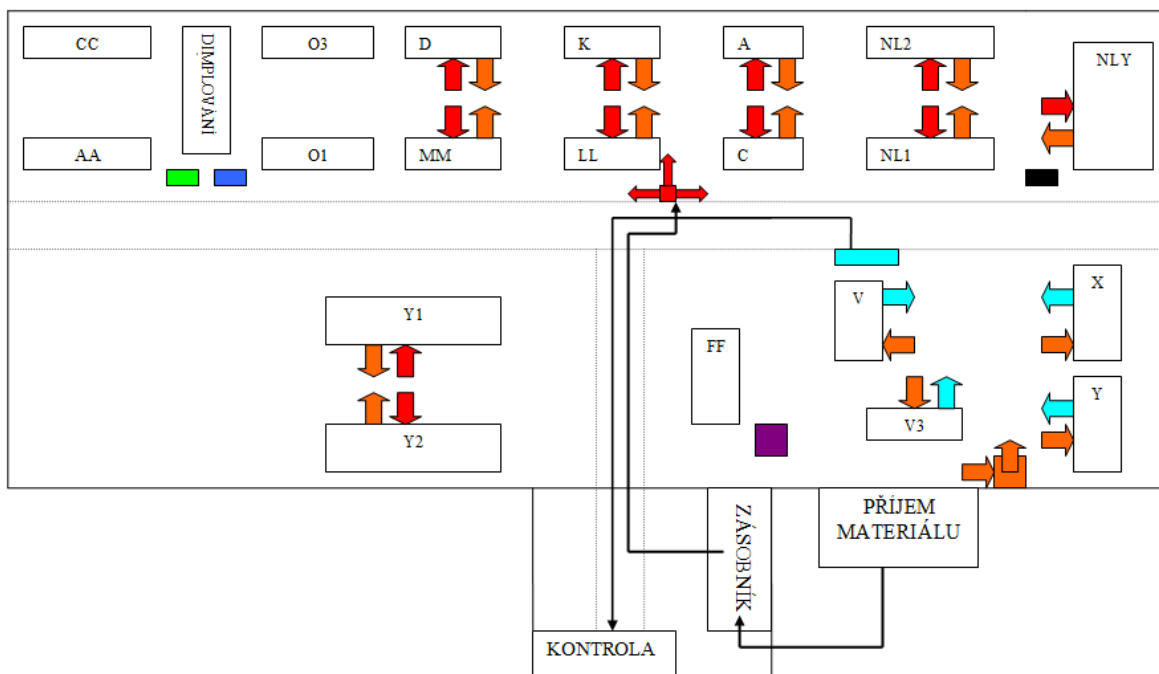 CC
DIMPLOVÁNÍ
O3
D
K
A
NL2
NLY
AA
O1
MM
LL
C
NL1
Y1
FF
V
X
Y2
V3
Y
ZÁSOBNÍK
PŘÍJEM
MATERIÁLU
KONTROLA